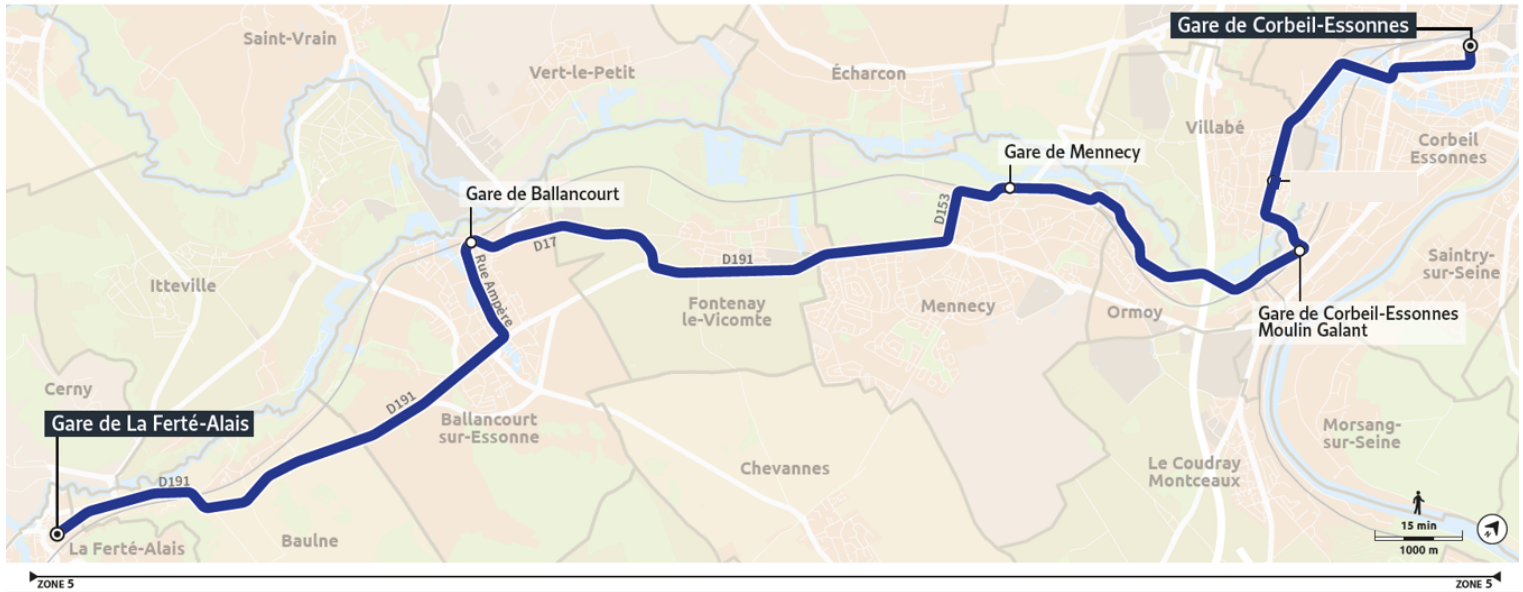 Gare de Corbeil-Essonnes
Saint-Vrain
Vert-le-Petit
Écharcon
Villabé
Corbeil
Essonnes
Gare de Mennecy
Gare de Ballancourt
D153
D17
D191
Rue Ampère
Saintry-
sur-Seine
Itteville
Fontenay
le-Vicomte
Mennecy
Ormoy
Gare de Corbeil-Essonnes
Moulin Galant
Cerny
D191
Gare de La Ferté-Alais
Ballancourt
sur-Essonne
Morsang-
sur-Seine
Chevannes
Le Coudray
Montceaux
D191
15 min
1000 m
La Ferté-Alais
Baulne
ZONE 5
ZONE 5